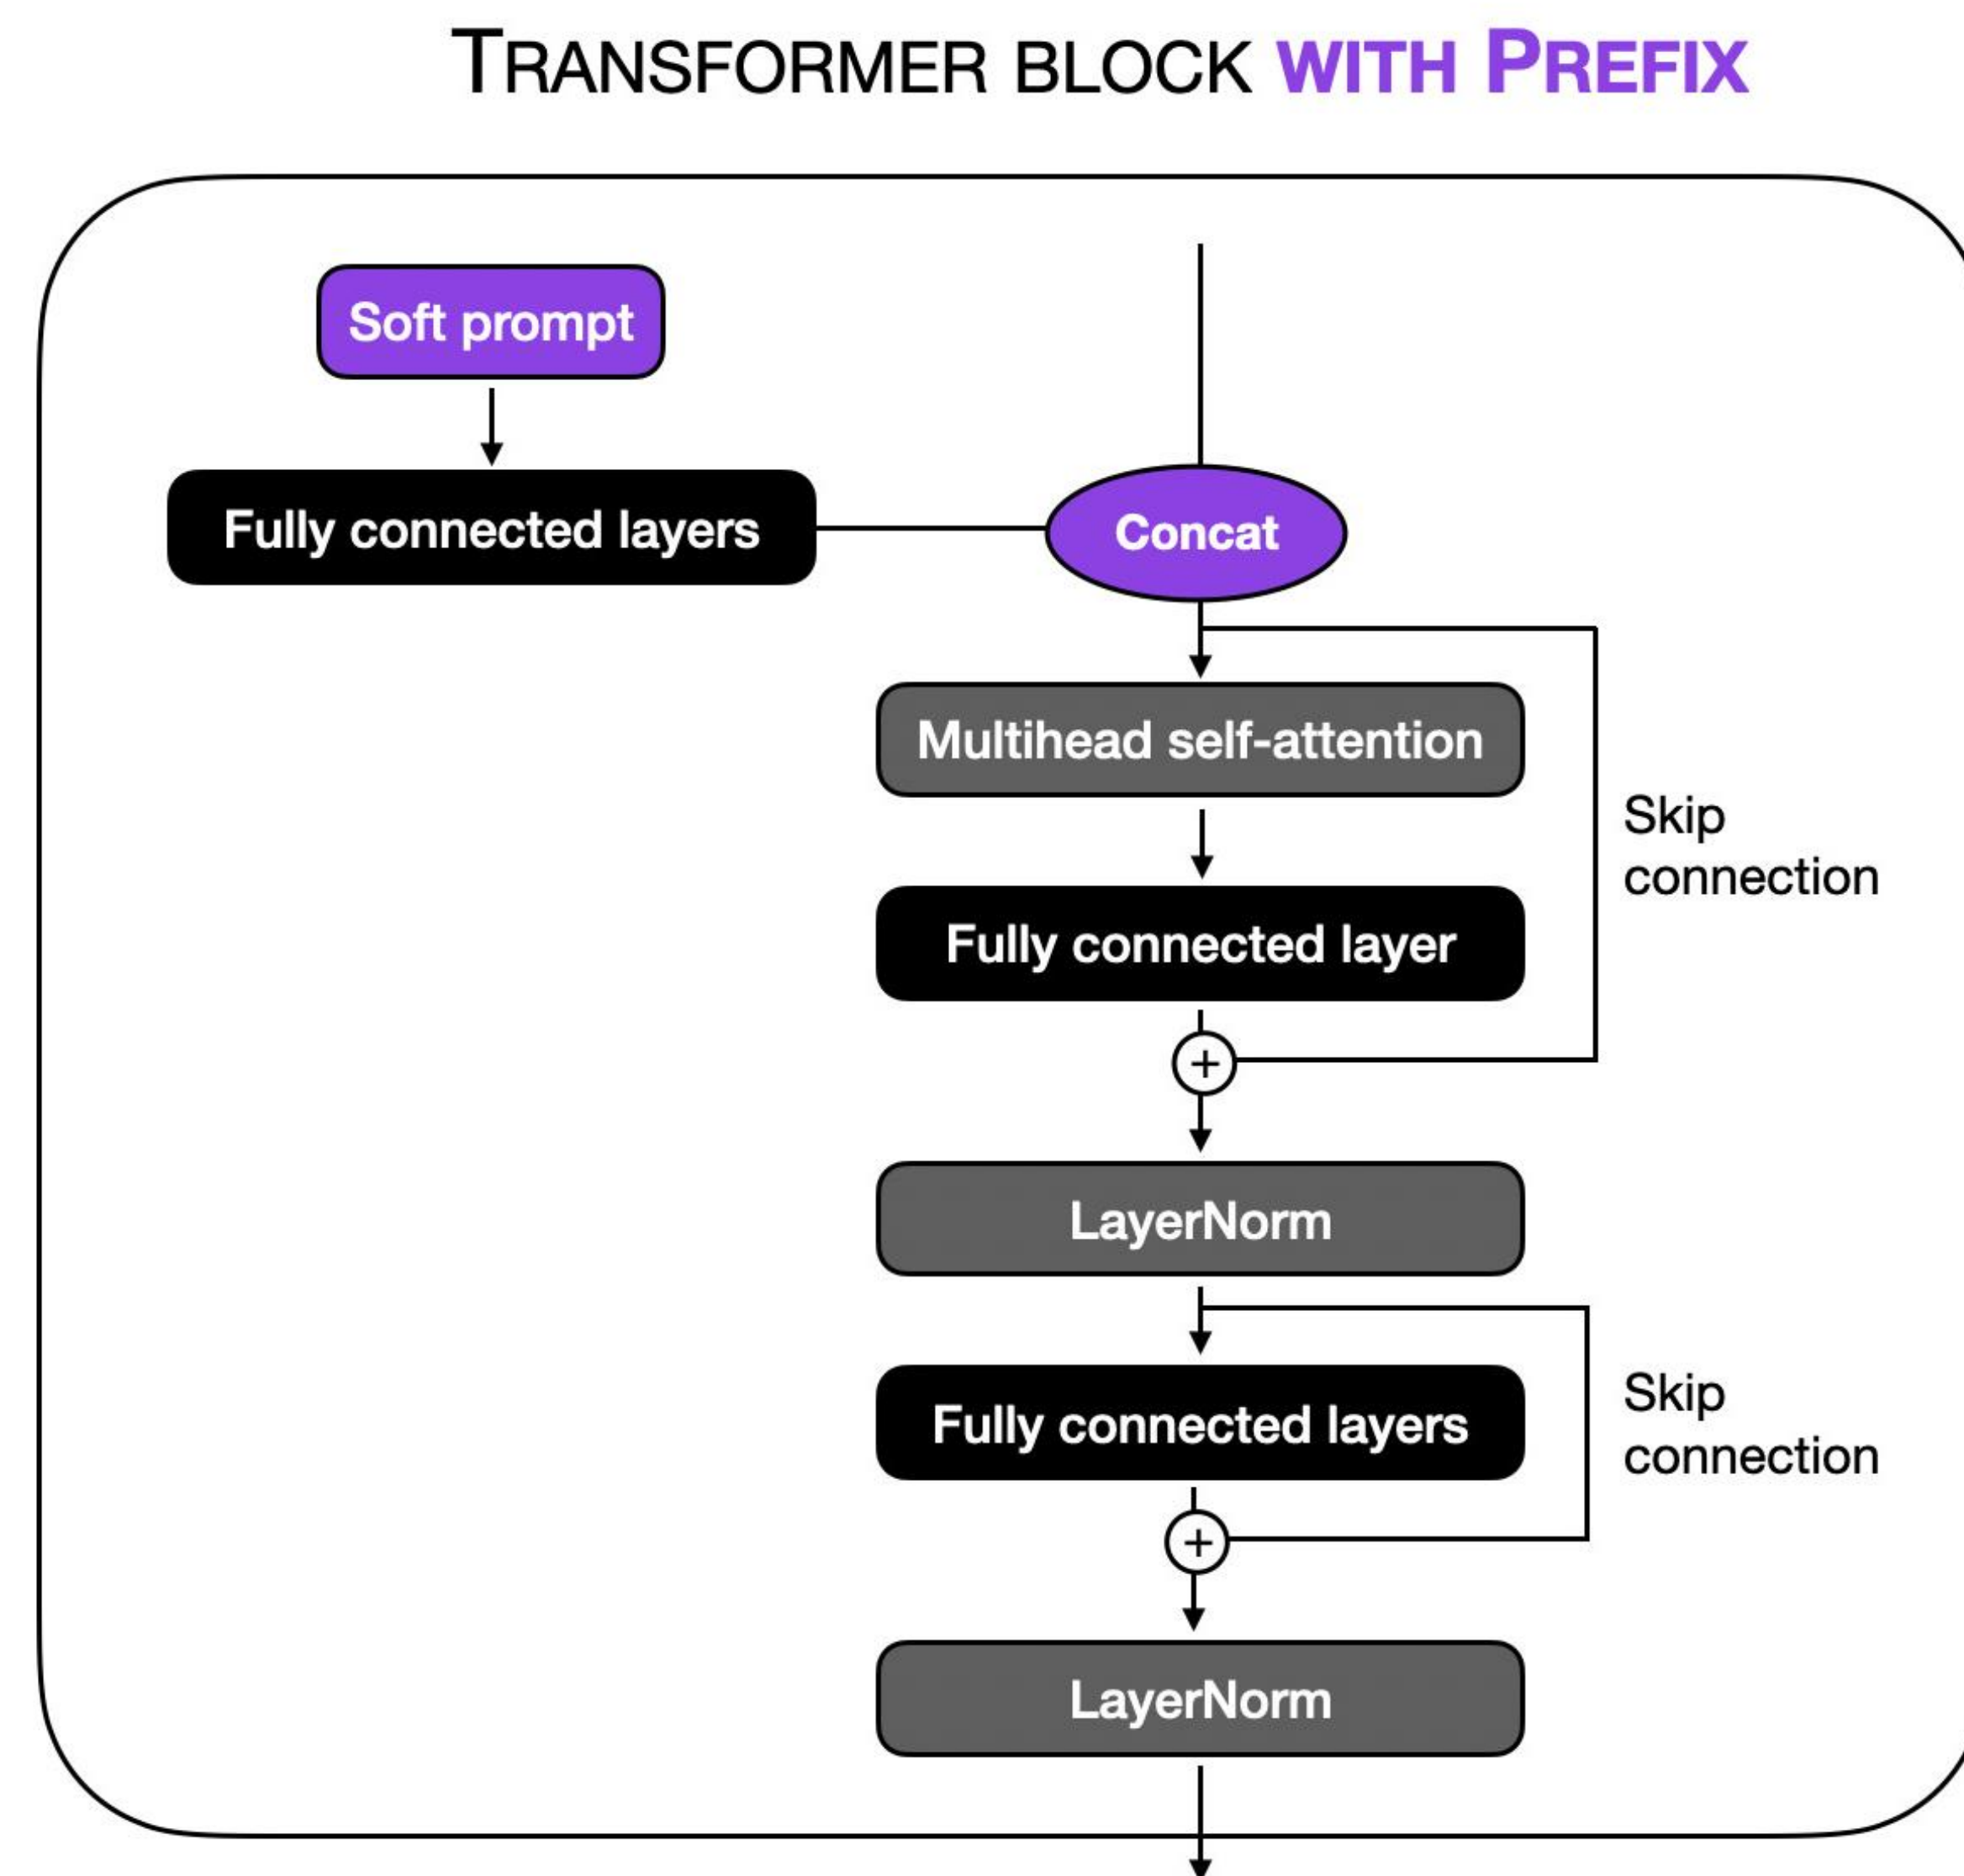 TRANSFORMER BLOCK WITH PREFIX
Soft prompt
Fully connected layers
Concat
Multihead self-attention
Skip
connection
Fully connected layer
+
LayerNorm
Fully connected layers
Skip
connection
+
LayerNorm